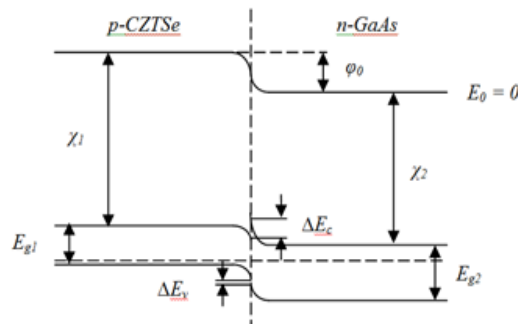 p-CZTSe
n-GaAs
φ0
E0 = 0
χ1
χ2
ΔEc
Eg1
Eg2
ΔEv